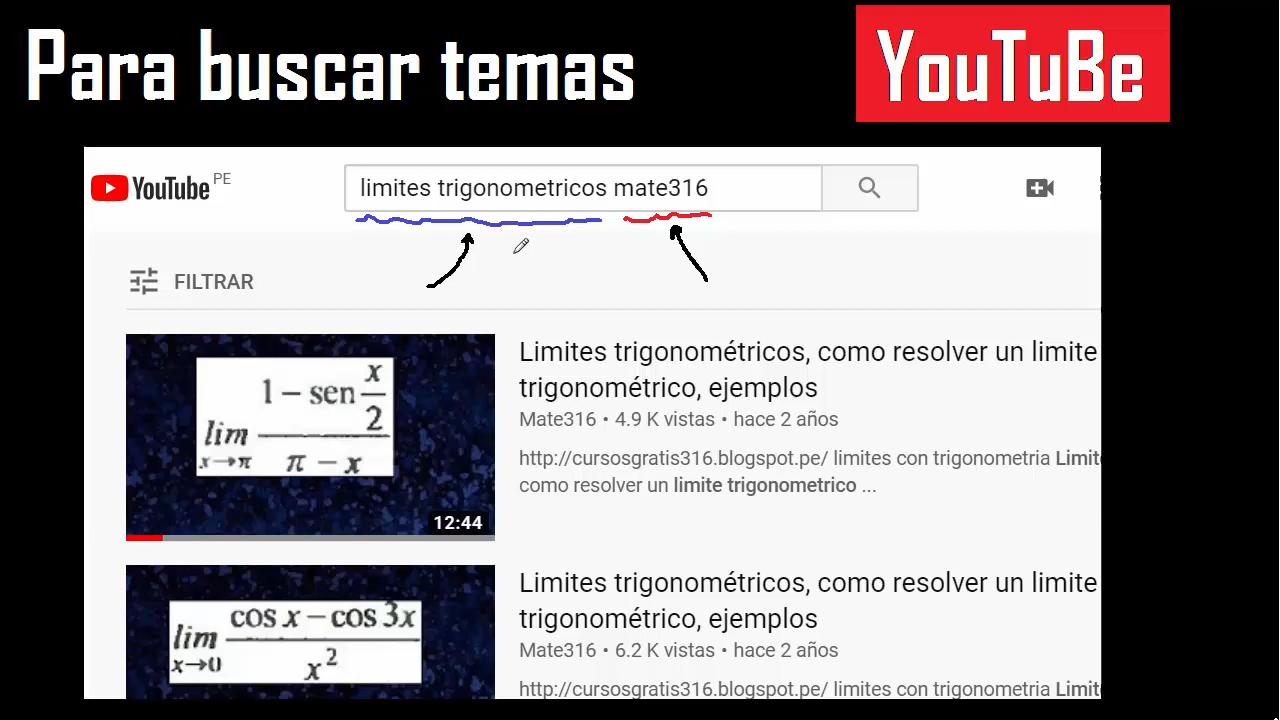 Para buscar temas
YouTuBe
YouTube PE
limites trigonometricos mate316
FILTRAR
lim x→π 1 – sen x/2 / π – x
12:44
Limites trigonométricos, como resolver un limite
trigonométrico, ejemplos
Mate316 • 4.9 K vistas • hace 2 años
http://cursosgratis316.blogspot.pe/ limites con trigonometria Limit
como resolver un limite trigonometrico ...
lim x→0 cos x – cos 3x / x²
Limites trigonométricos, como resolver un limite
trigonométrico, ejemplos
Mate316 • 6.2 K vistas • hace 2 años
http://cursosgratis316.blogspot.pe/ limites con trigonometria Limit